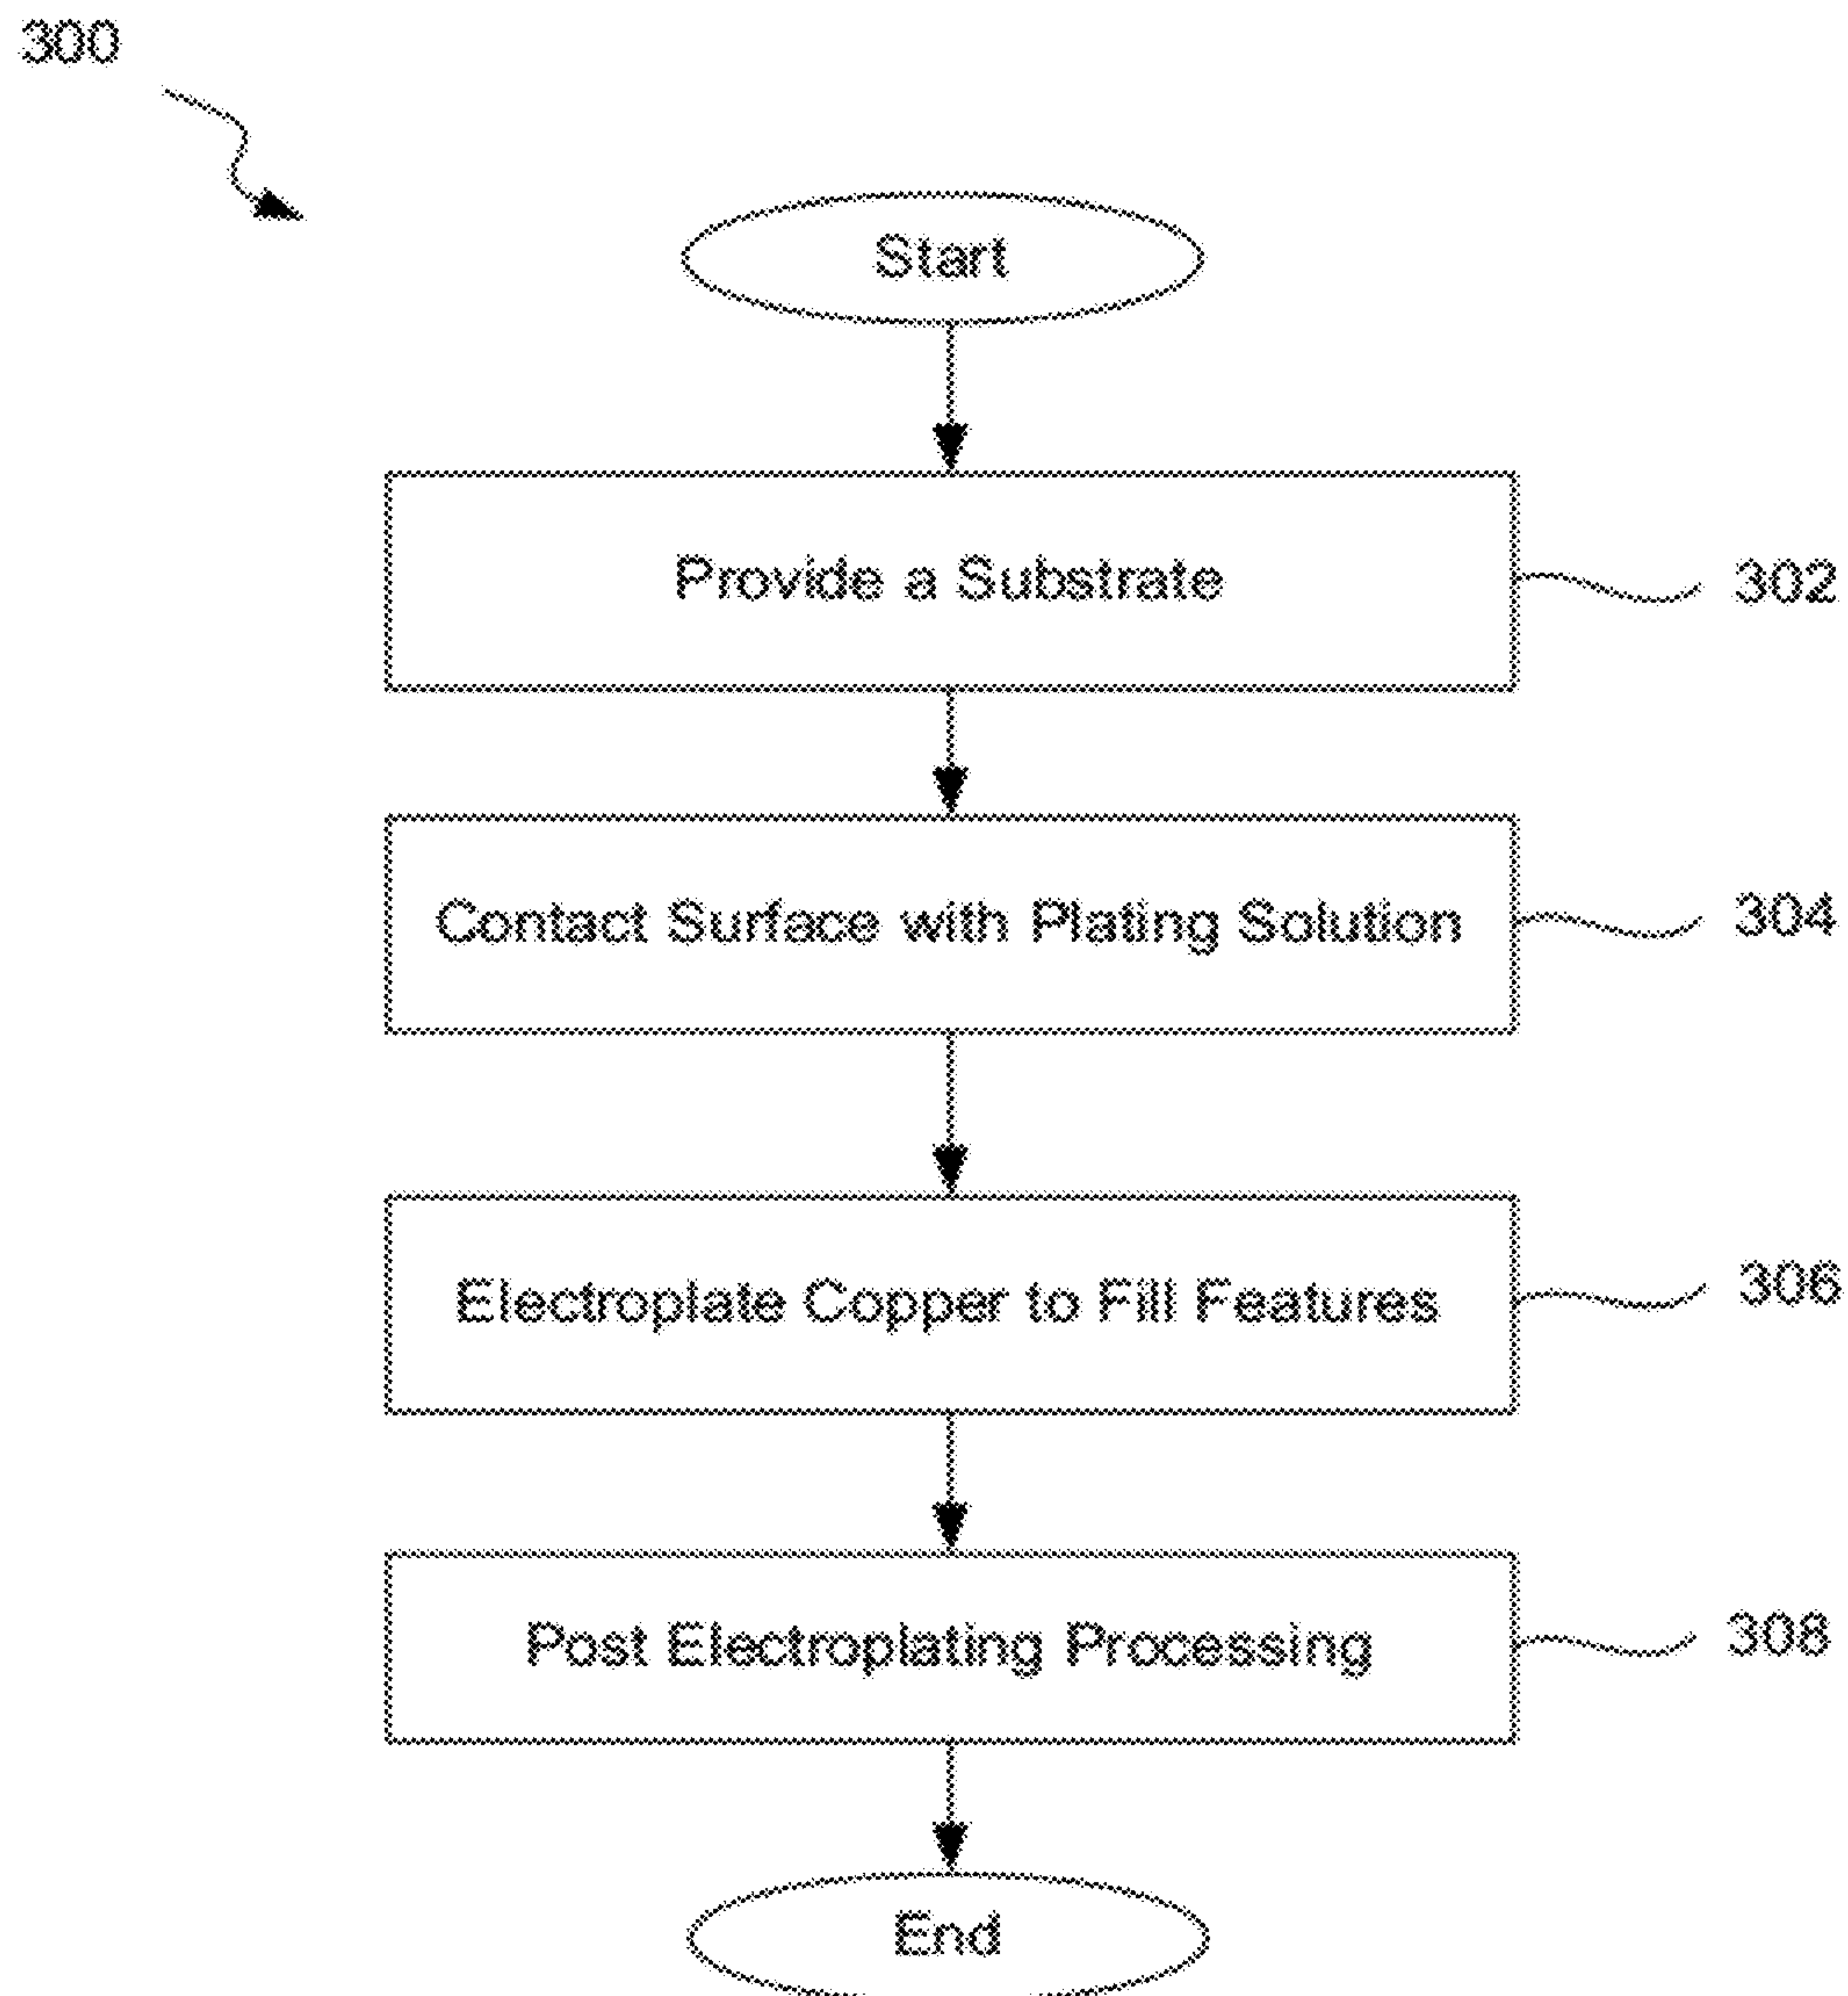 300
Start
Provide a Substrate
302
Contact Surface with Plating Solution
304
Electroplate Copper to Fill Features
306
Post Electroplating Processing
308
End